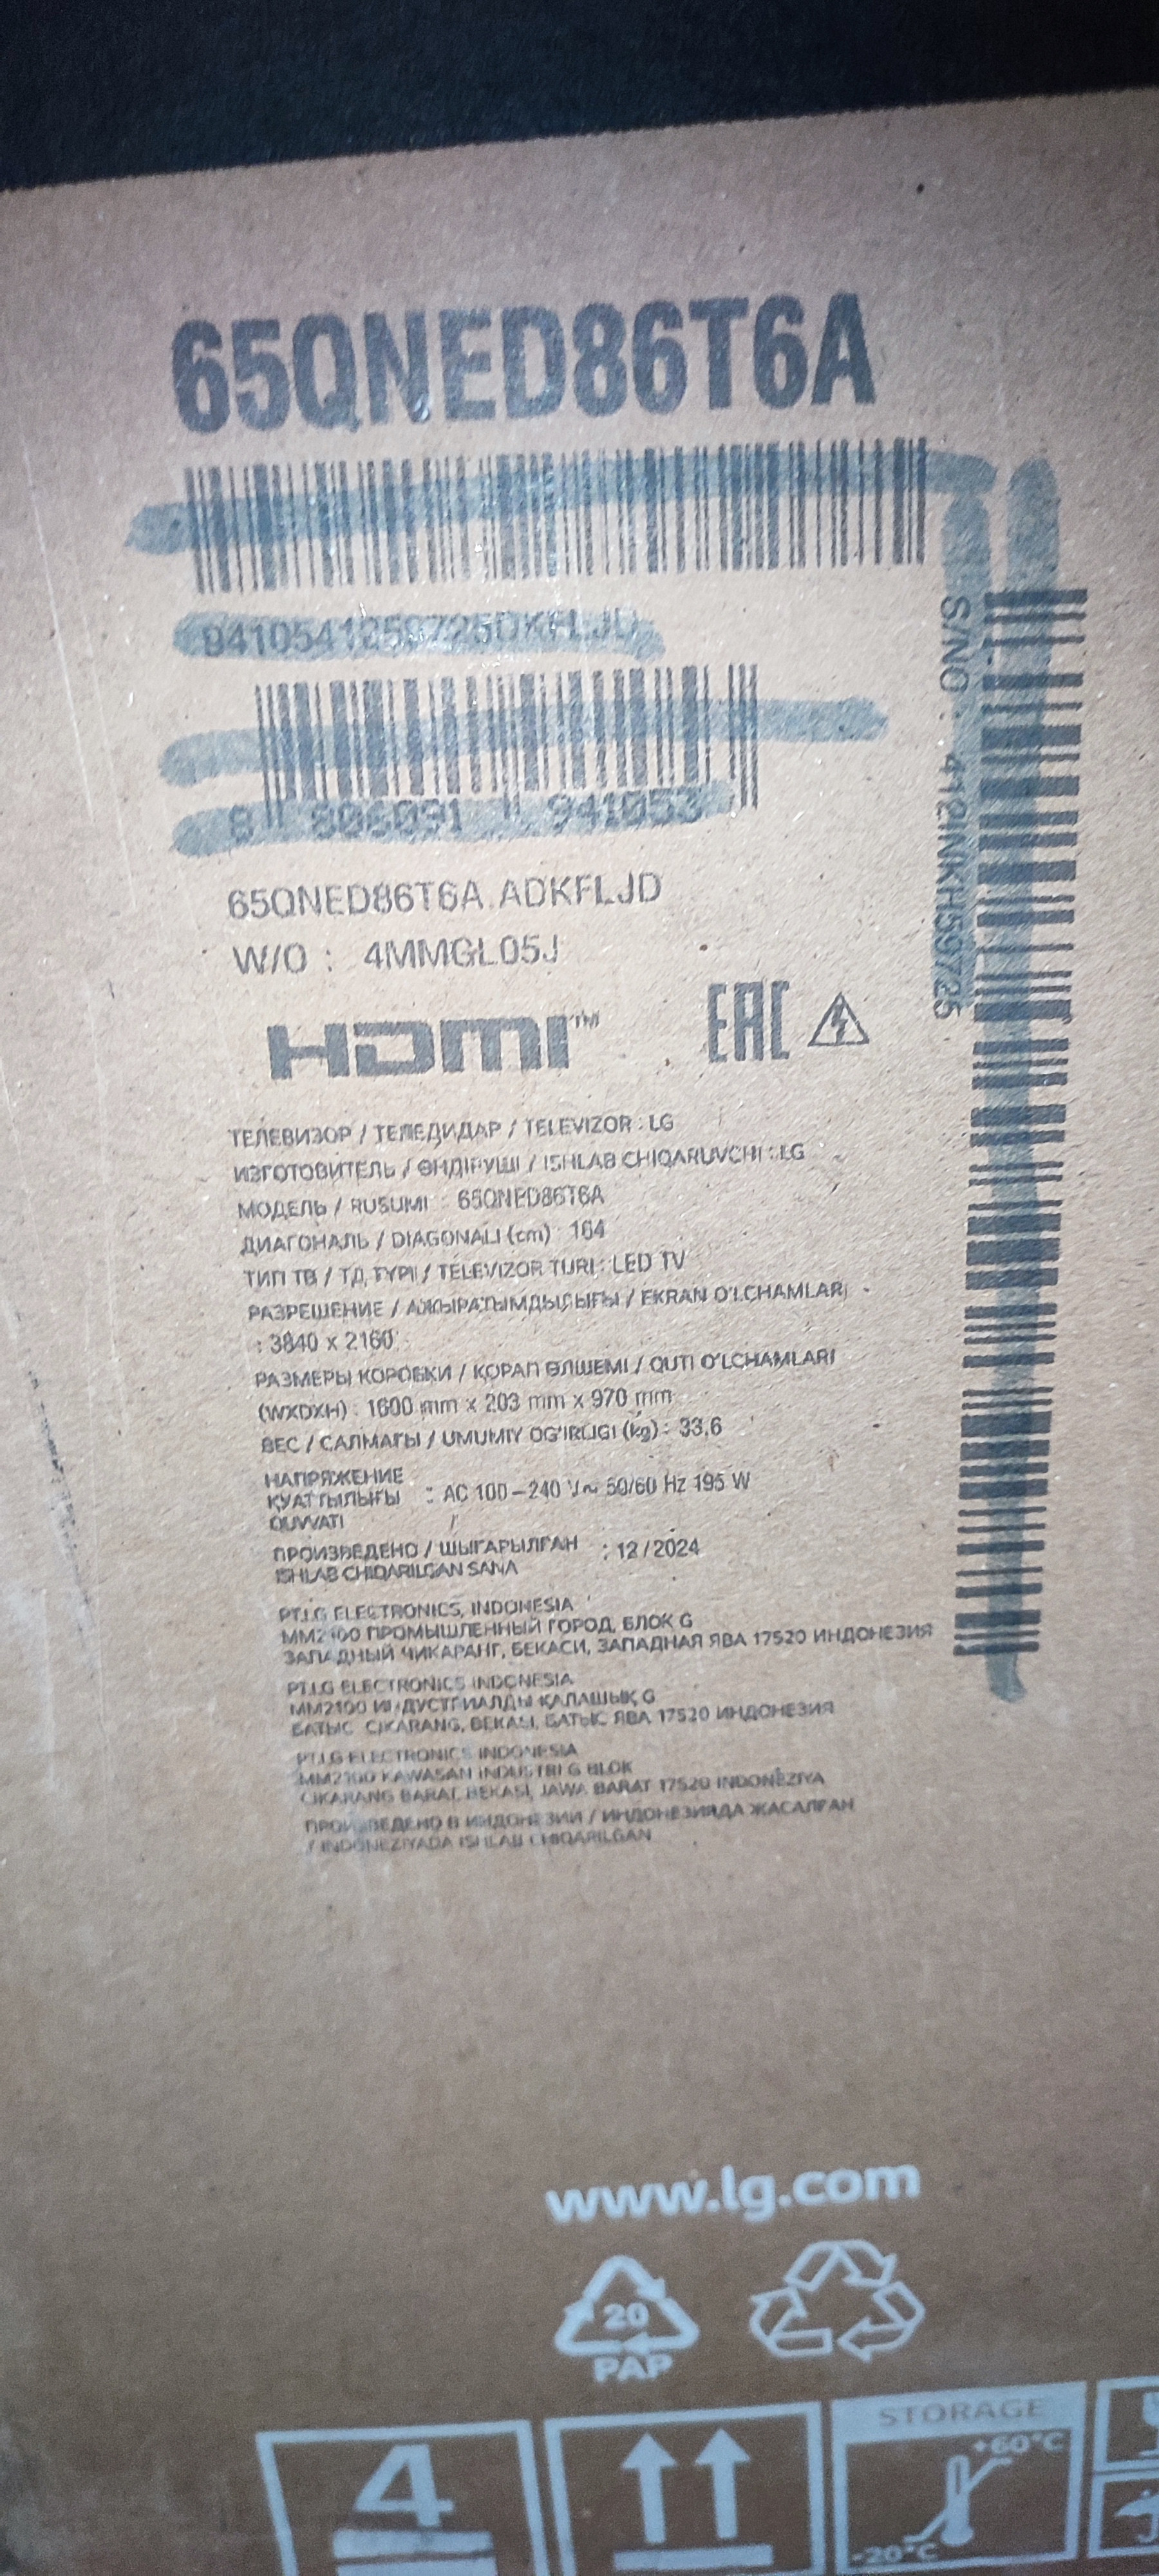 65QNED86T6A
9410541259725DKFLJD
8 806091 941053
S/NO : 412INKH59725
65QNED86T6A.ADKFLJD
W/O : 4MMGL05J
HDMI™
EAC
ТЕЛЕВИЗОР / ТЕЛЕДИДАР / TELEVIZOR : LG
ИЗГОТОВИТЕЛЬ / ӨНДІРУШІ / ISHLAB CHIQARUVCHI : LG
МОДЕЛЬ / RUSUMI : 65QNED86T6A
ДИАГОНАЛЬ / DIAGONALI (cm) : 164
ТИП ТВ / ТД ТҮРІ / TELEVIZOR TURI : LED TV
РАЗРЕШЕНИЕ / АЖЫРАТЫМДЫЛЫҒЫ / EKRAN O'LCHAMLARI
: 3840 x 2160
РАЗМЕРЫ КОРОБКИ / ҚОРАП ӨЛШЕМІ / QUTI O'LCHAMLARI
(WXDXH) : 1600 mm x 203 mm x 970 mm
ВЕС / САЛМАҒЫ / UMUMIY OG'IRLIGI (kg) : 33.6
НАПРЯЖЕНИЕ
ҚУАТТЫЛЫҒЫ : AC 100-240 V~ 50/60 Hz 195 W
QUVVATI
ПРОИЗВЕДЕНО / ШЫҒАРЫЛҒАН : 12/2024
ISHLAB CHIQARILGAN SANA
PT.LG ELECTRONICS, INDONESIA
MM2100 ПРОМЫШЛЕННЫЙ ГОРОД, БЛОК G
ЗАПАДНЫЙ ЧИКАРАНГ, БЕКАСИ, ЗАПАДНАЯ ЯВА 17520 ИНДОНЕЗИЯ
PT.LG ELECTRONICS INDONESIA
MM2100 ИНДУСТРИАЛДЫ ҚАЛАШЫҚ G
БАТЫС CIKARANG, BEKASI, БАТЫС ЯВА 17520 ИНДОНЕЗИЯ
PT.LG ELECTRONICS INDONESIA
MM2100 KAWASAN INDUSTRI G BLOK
CIKARANG BARAT, BEKASI, JAWA BARAT 17520 INDONEZIYA
ПРОИЗВЕДЕНО В ИНДОНЕЗИИ / ИНДОНЕЗИЯДА ЖАСАЛҒАН
/ INDONEZIYADA ISHLAB CHIQARILGAN
www.lg.com
20
PAP
4
STORAGE
+60°C
-20°C